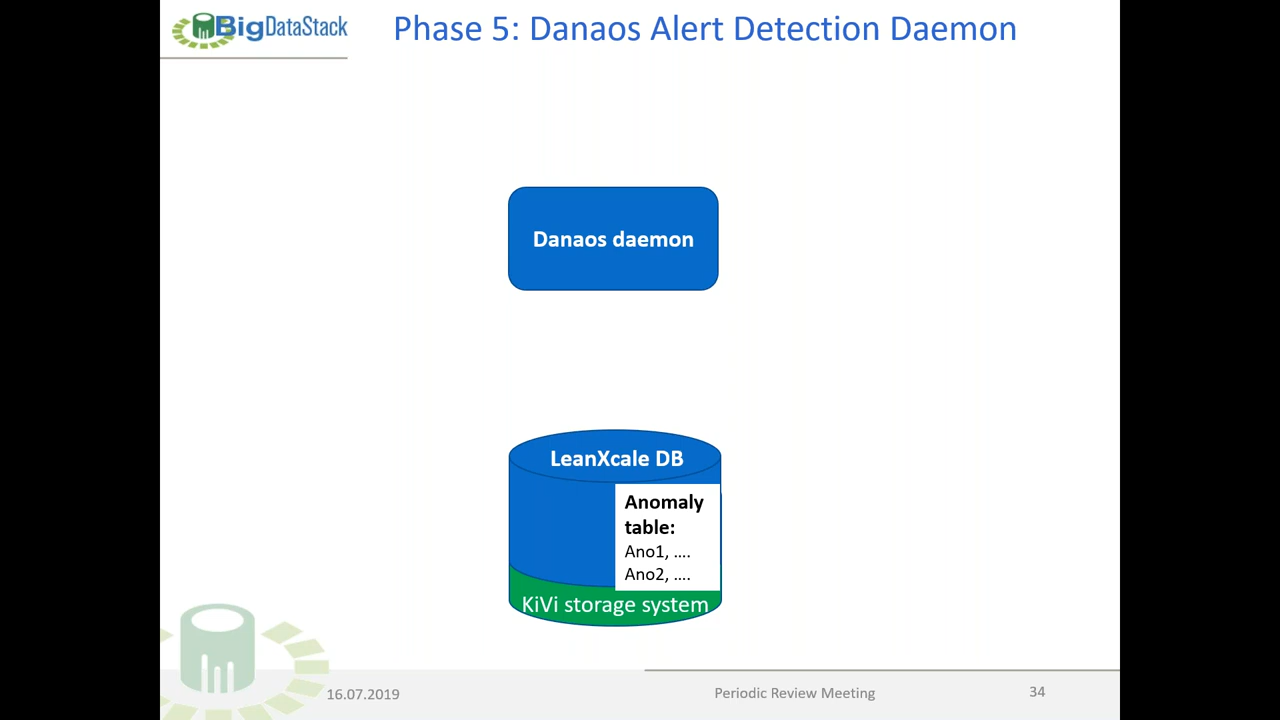 BigDataStack
Phase 5: Danaos Alert Detection Daemon
Danaos daemon
LeanXcale DB
Anomaly
table:
Ano1, ....
Ano2, ....
KiVi storage system
16.07.2019
Periodic Review Meeting
34